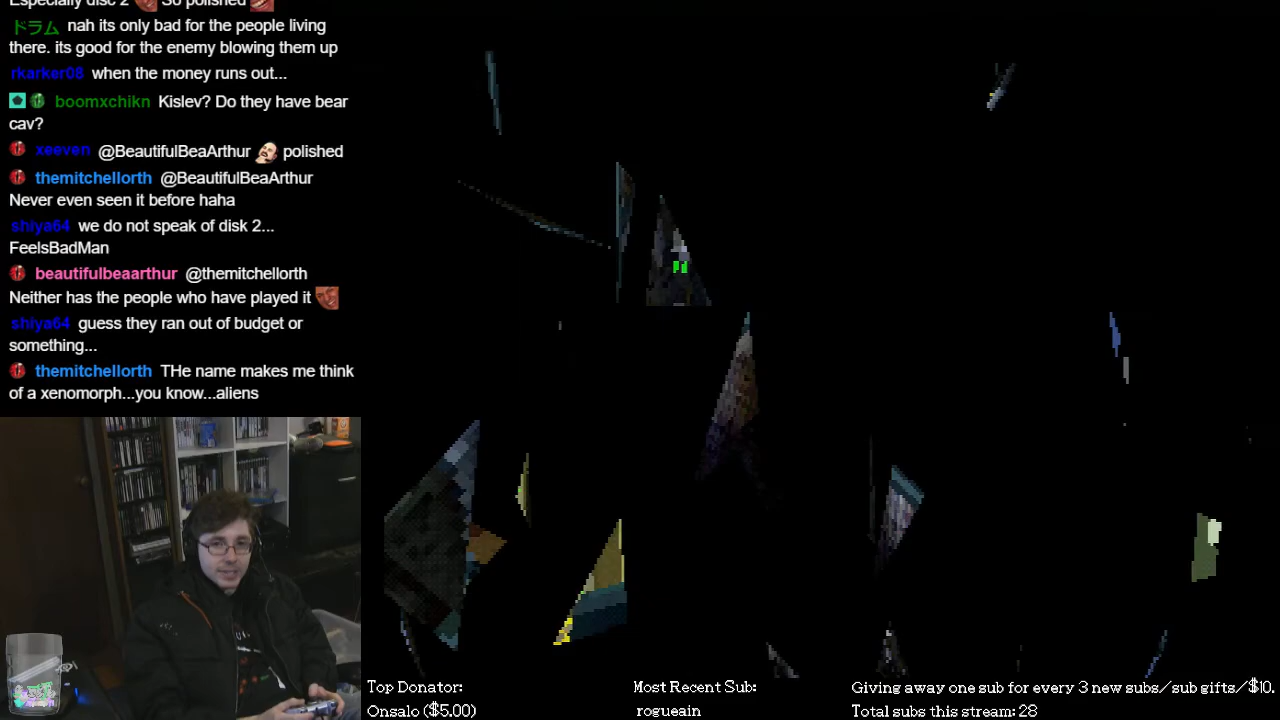 Especially disc 2 So polished
ドラム nah its only bad for the people living
there. its good for the enemy blowing them up
rkarker08 when the money runs out...
boomxchikn Kislev? Do they have bear
cav?
xeeven @BeautifulBeaArthur polished
themitchellorth @BeautifulBeaArthur
Never even seen it before haha
shiya64 we do not speak of disk 2...
FeelsBadMan
beautifulbeaarthur @themitchellorth
Neither has the people who have played it
shiya64 guess they ran out of budget or
something...
themitchellorth THe name makes me think
of a xenomorph...you know...aliens
Top Donator:
Onsalo ($5.00)
Most Recent Sub:
rogueain
Giving away one sub for every 3 new subs/sub gifts/$10.
Total subs this stream: 28